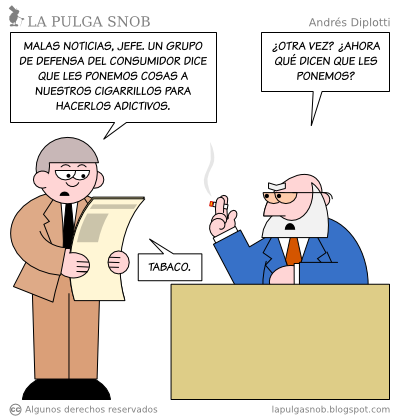 LA PULGA SNOB
Andrés Diplotti
MALAS NOTICIAS, JEFE. UN GRUPO
DE DEFENSA DEL CONSUMIDOR DICE
QUE LES PONEMOS COSAS A
NUESTROS CIGARRILLOS PARA
HACERLOS ADICTIVOS.
¿OTRA VEZ? ¿AHORA
QUÉ DICEN QUE LES
PONEMOS?
TABACO.
cc Algunos derechos reservados
lapulgasnob.blogspot.com